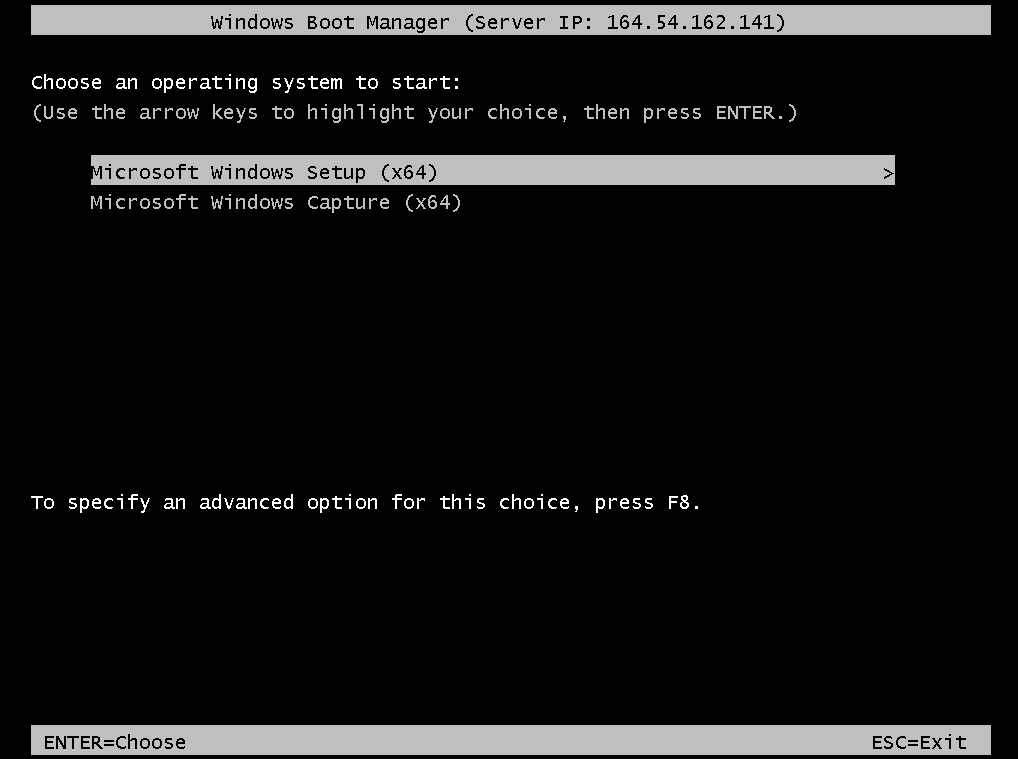 Windows Boot Manager (Server IP: 164.54.162.141)
Choose an operating system to start:
(Use the arrow keys to highlight your choice, then press ENTER.)
Microsoft Windows Setup (x64) >
Microsoft Windows Capture (x64)
To specify an advanced option for this choice, press F8.
ENTER=Choose ESC=Exit